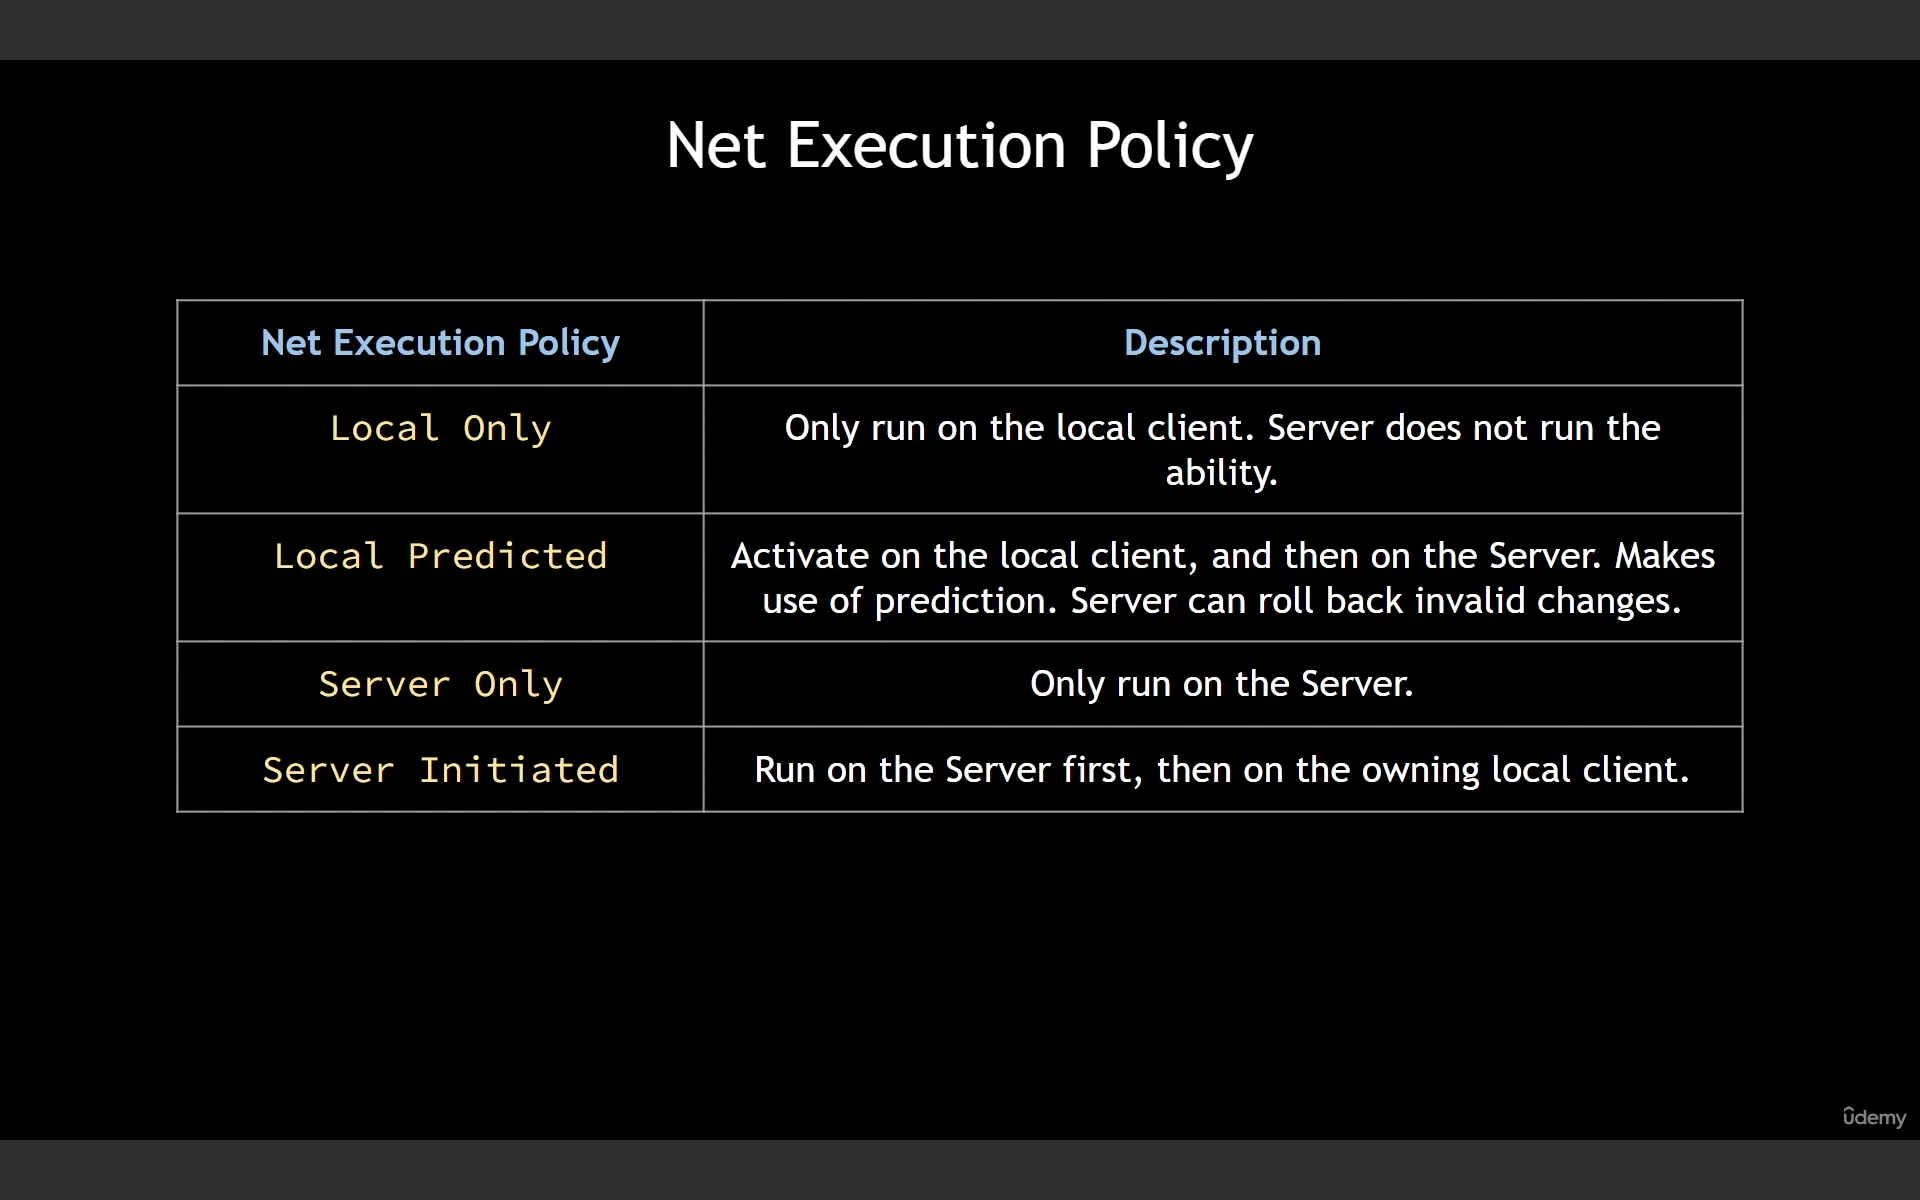 Net Execution Policy
Net Execution Policy
Description
Local Only
Only run on the local client. Server does not run the
ability.
Local Predicted
Activate on the local client, and then on the Server. Makes
use of prediction. Server can roll back invalid changes.
Server Only
Only run on the Server.
Server Initiated
Run on the Server first, then on the owning local client.
ûdemy